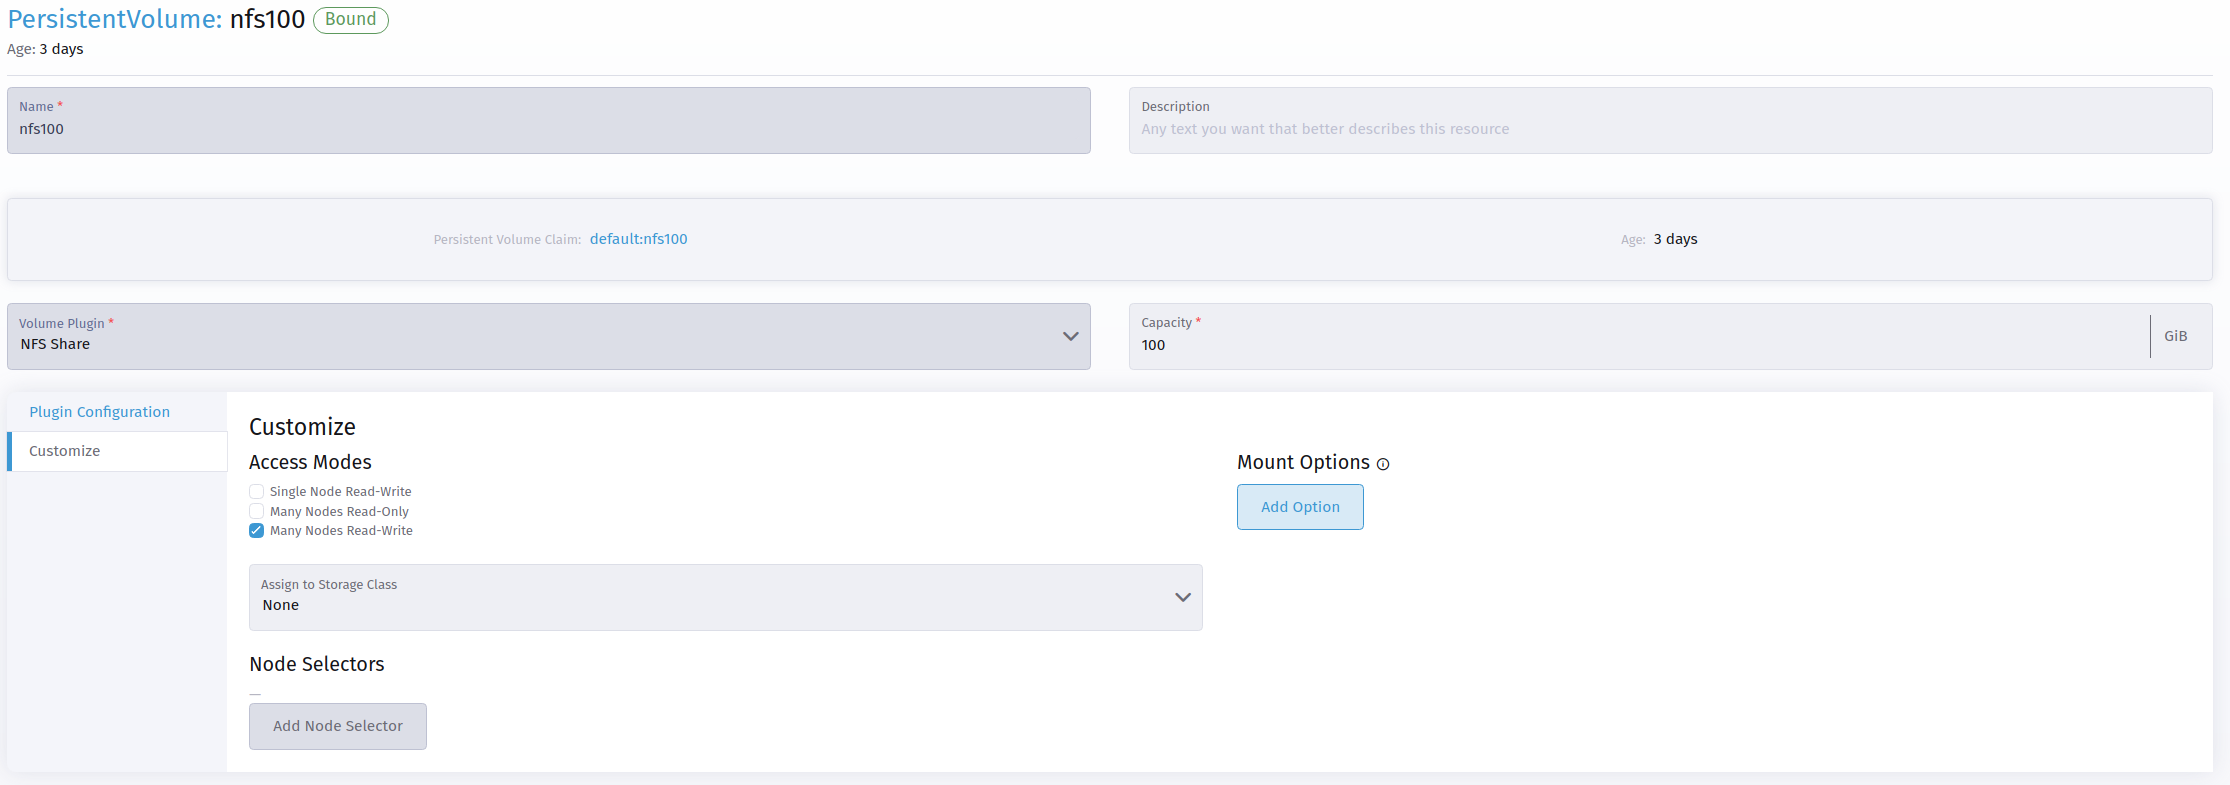 PersistentVolume: nfs100 Bound
Age: 3 days
Name *
nfs100
Description
Any text you want that better describes this resource
Persistent Volume Claim: default:nfs100
Age: 3 days
Volume Plugin *
NFS Share
Capacity *
100
GiB
Plugin Configuration
Customize
Customize
Access Modes
Single Node Read-Write
Many Nodes Read-Only
Many Nodes Read-Write
Mount Options
Add Option
Assign to Storage Class
None
Node Selectors
—
Add Node Selector